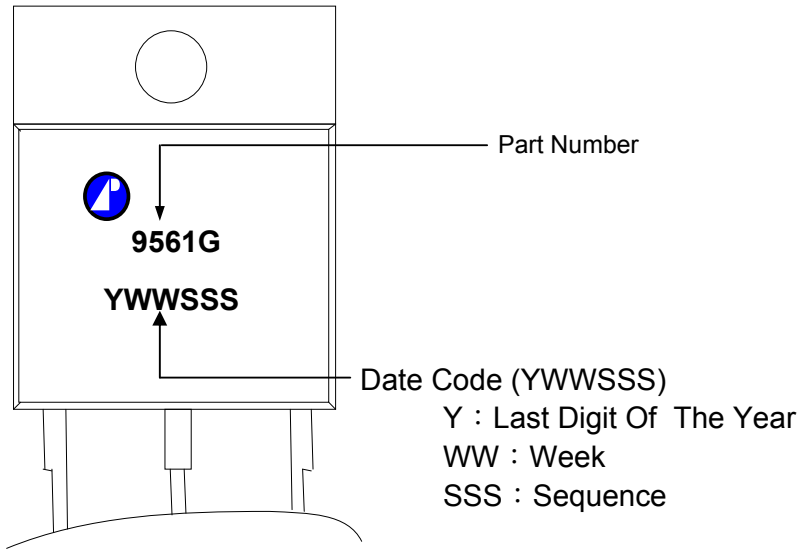 Part Number
9561G
YWWSSS
Date Code (YWWSSS)
Y：Last Digit Of The Year
WW：Week
SSS：Sequence